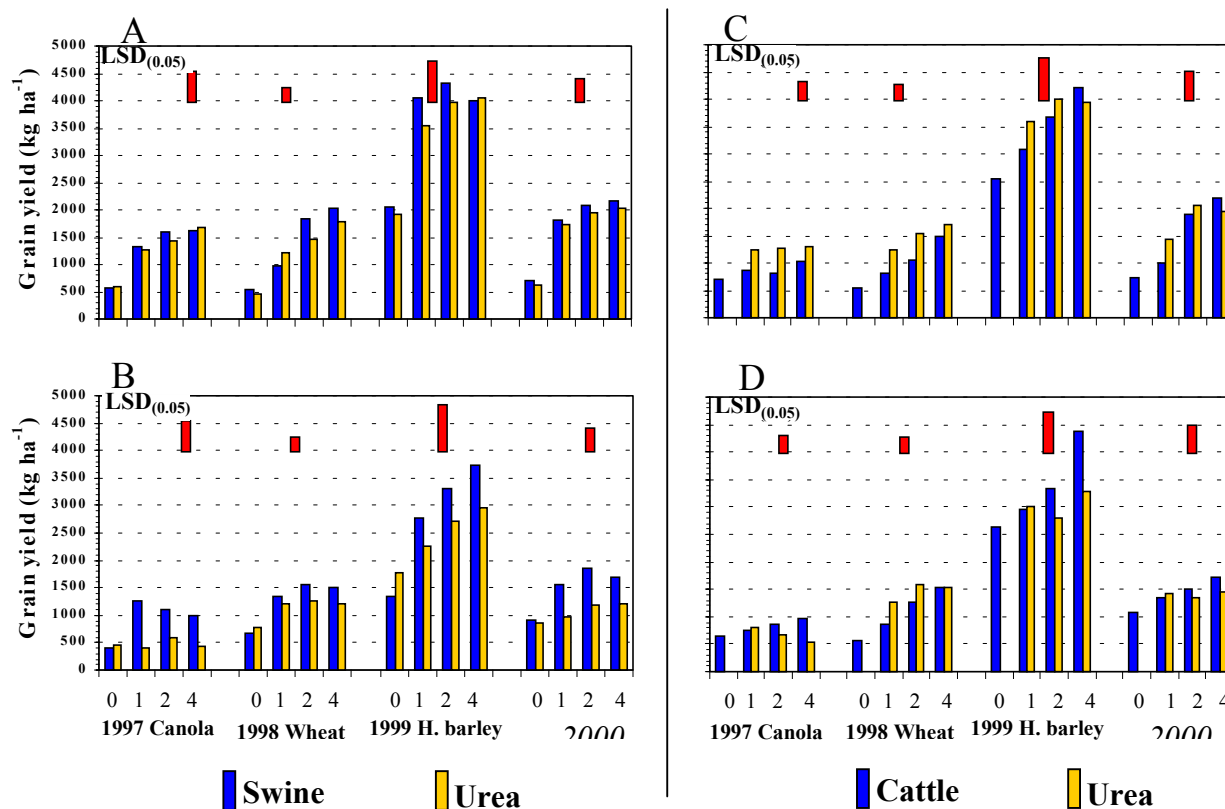 A
C
LSD(0.05)
LSD(0.05)
5000
4500
4000
3500
3000
2500
2000
1500
1000
500
0
Grain yield (kg ha-1)
B
D
LSD(0.05)
LSD(0.05)
5000
4500
4000
3500
3000
2500
2000
1500
1000
500
0
Grain yield (kg ha-1)
0 1 2 4 0 1 2 4 0 1 2 4 0 1 2 4
1997 Canola 1998 Wheat 1999 H. barley 2000
0 1 2 4 0 1 2 4 0 1 2 4 0 1 2 4
1997 Canola 1998 Wheat 1999 H. barley 2000
Swine Urea
Cattle Urea